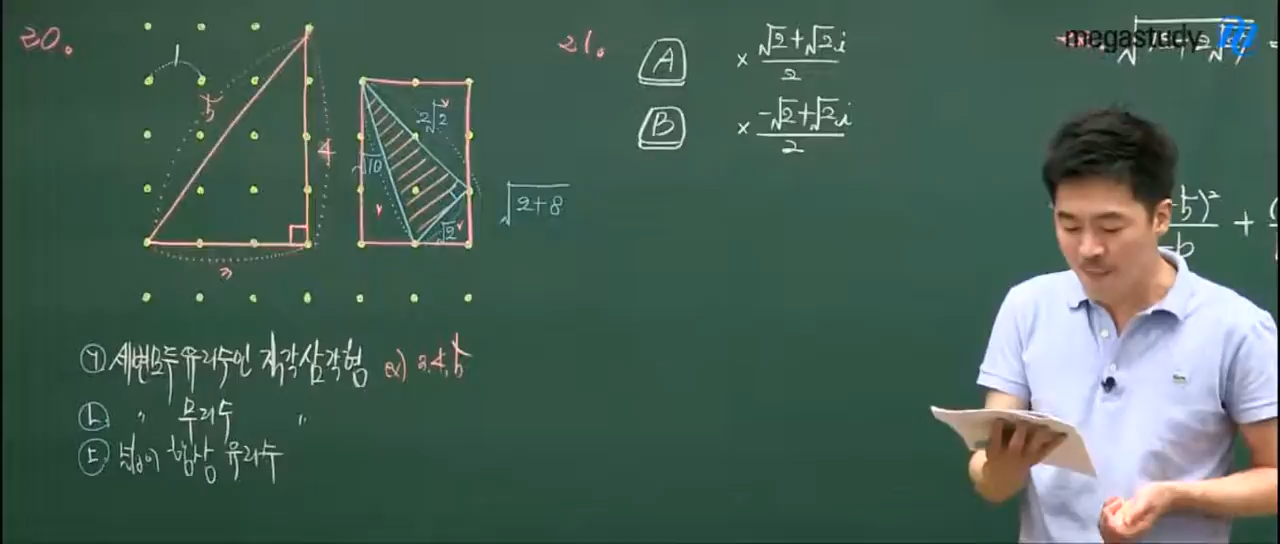 20.
1
5
4
3
2√2
√10
√2
√2+8
㉠ 세변모두유리수인 직각삼각형 ex) 3.4.5
㉡ 〃 무리수 〃
㉢ 넓이 항상 유리수
21.
A × √2+√2i / 2
B × -√2+√2i / 2
megastudy